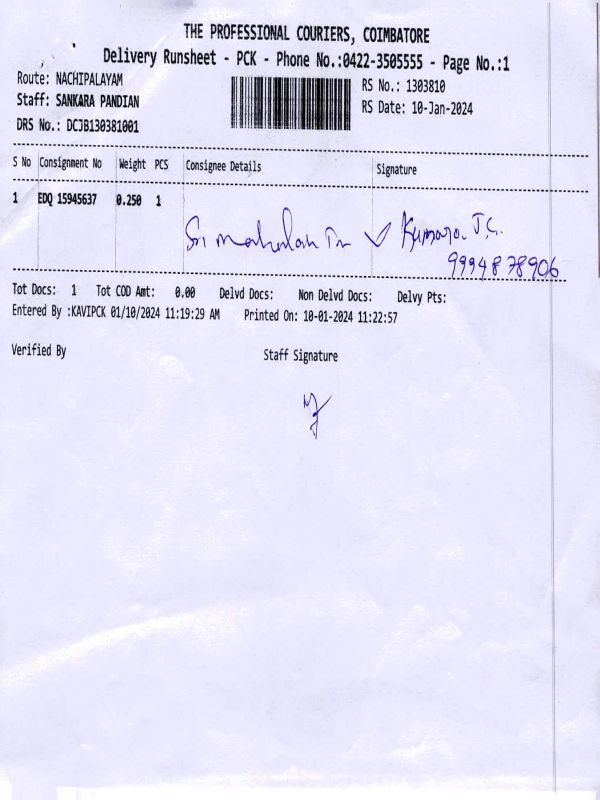 THE PROFESSIONAL COURIERS, COIMBATORE
Delivery Runsheet - PCK - Phone No.:0422-3505555 - Page No.:1
Route: NACHIPALAYAM
RS No.: 1303810
Staff: SANKARA PANDIAN
RS Date: 10-Jan-2024
DRS No.: DCJB130381001
S No Consignment No Weight PCS Consignee Details Signature
1 EDQ 15945637 0.250 1
Sri
9994878906
Tot Docs: 1 Tot COD Amt: 0.00 Delvd Docs: Non Delvd Docs: Delvy Pts:
Entered By :KAVIPCK 01/10/2024 11:19:29 AM Printed On: 10-01-2024 11:22:57
Verified By Staff Signature